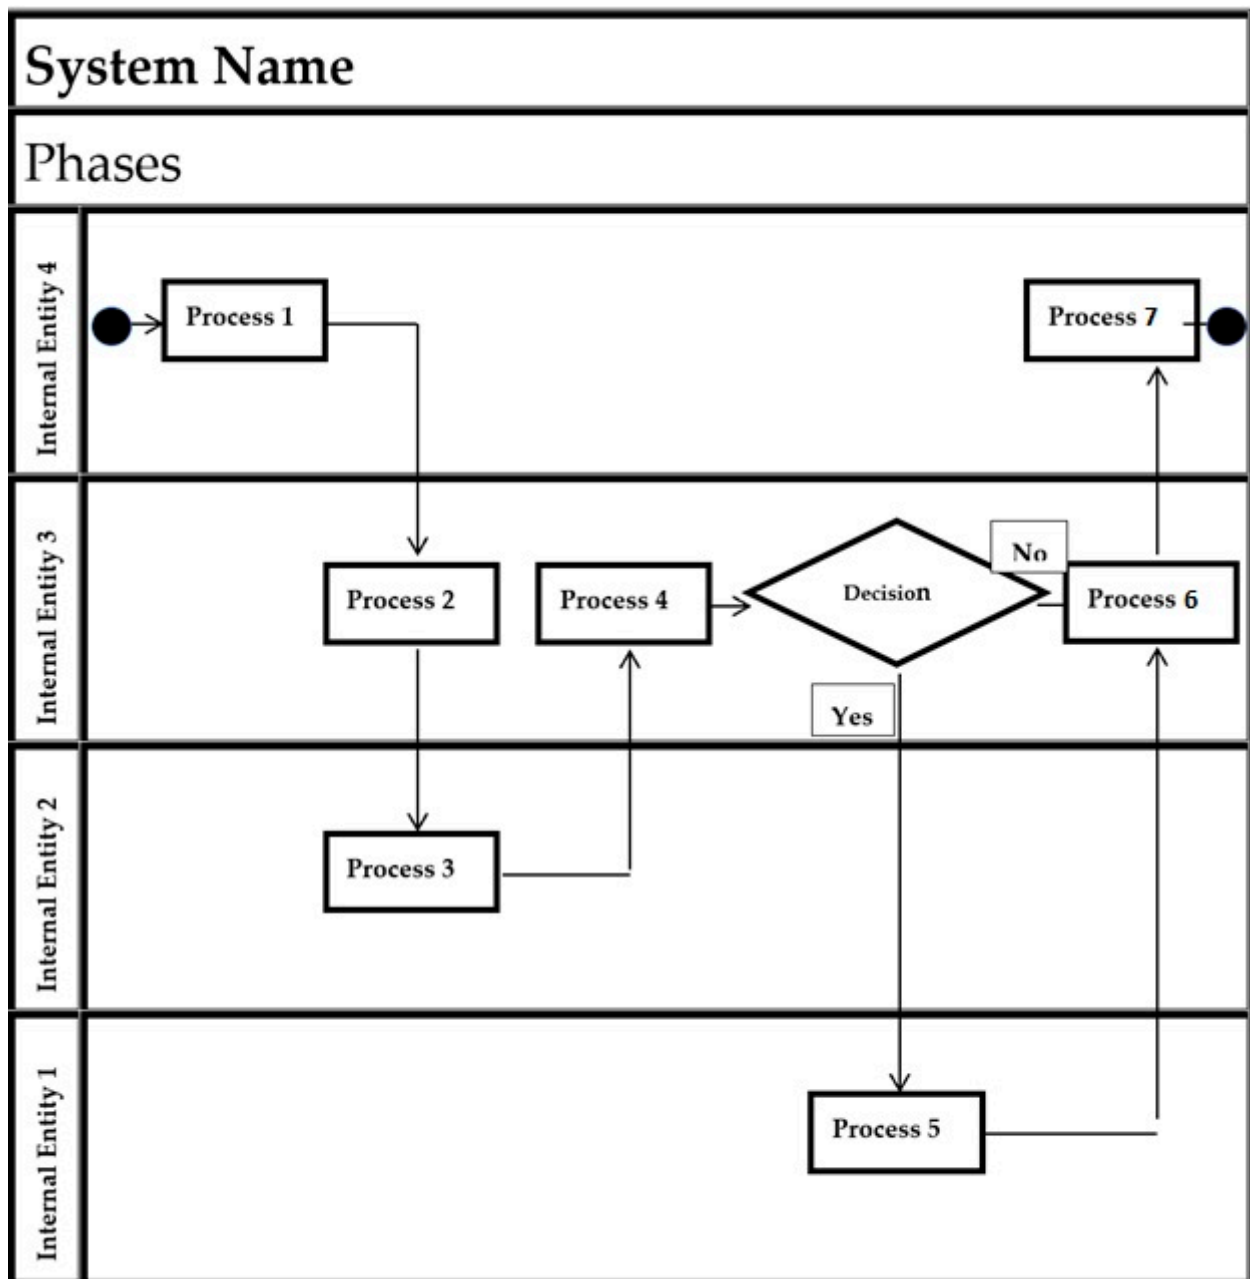 System Name
Phases
Internal Entity 4
Process 1
Process 7
Internal Entity 3
Process 2
Process 4
Decision
No
Process 6
Yes
Internal Entity 2
Process 3
Internal Entity 1
Process 5